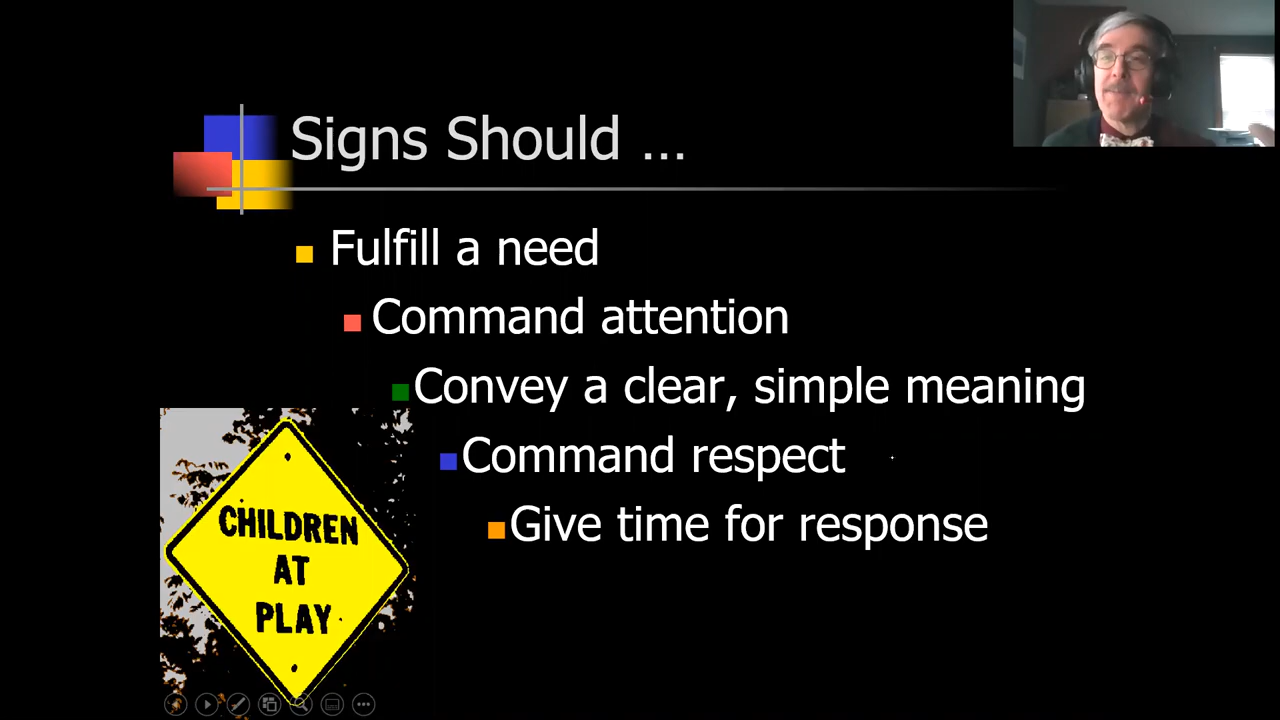 Signs Should ...
Fulfill a need
Command attention
Convey a clear, simple meaning
Command respect
Give time for response
CHILDREN
AT
PLAY